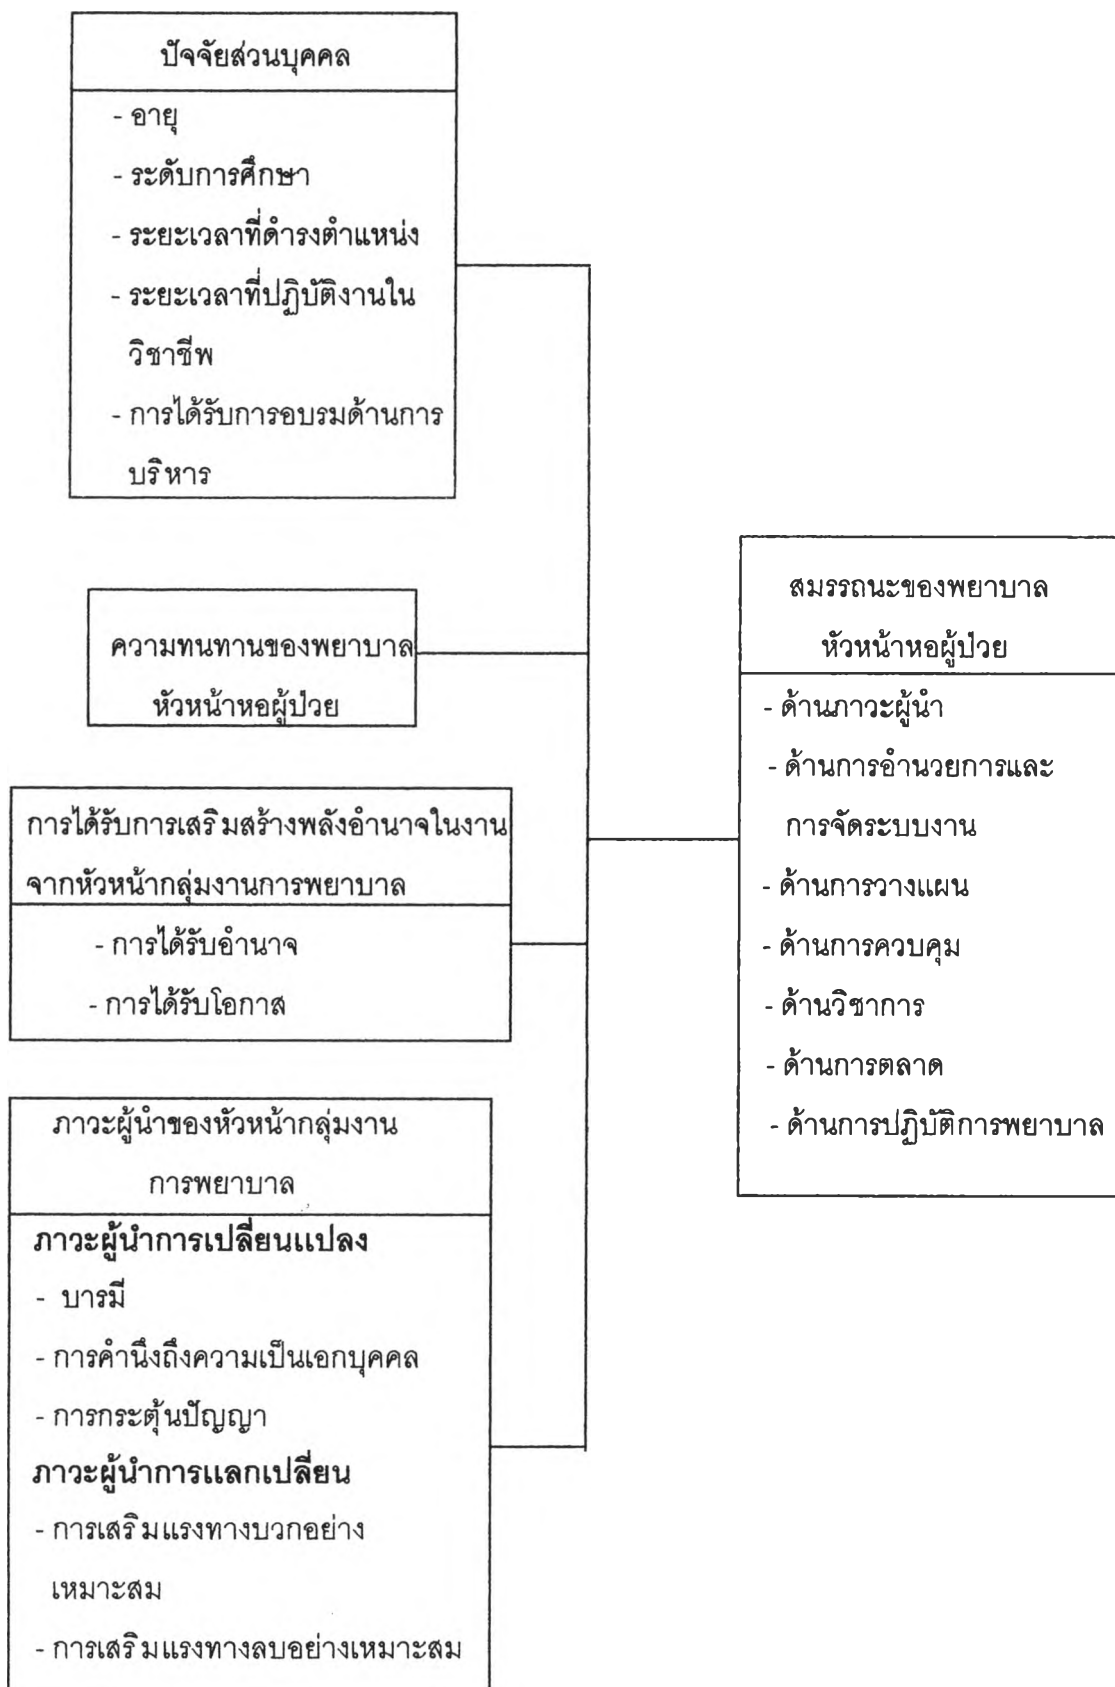 ปัจจัยส่วนบุคคล
- อายุ
- ระดับการศึกษา
- ระยะเวลาที่ดำรงตำแหน่ง
- ระยะเวลาที่ปฏิบัติงานใน
วิชาชีพ
- การได้รับการอบรมด้านการ
บริหาร
ความทนทานของพยาบาล
หัวหน้าหอผู้ป่วย
การได้รับการเสริมสร้างพลังอำนาจในงาน
จากหัวหน้ากลุ่มงานการพยาบาล
- การได้รับอำนาจ
- การได้รับโอกาส
ภาวะผู้นำของหัวหน้ากลุ่มงาน
การพยาบาล
ภาวะผู้นำการเปลี่ยนแปลง
- บารมี
- การคำนึงถึงความเป็นเอกบุคคล
- การกระตุ้นปัญญา
ภาวะผู้นำการแลกเปลี่ยน
- การเสริมแรงทางบวกอย่าง
เหมาะสม
- การเสริมแรงทางลบอย่างเหมาะสม
สมรรถนะของพยาบาล
หัวหน้าหอผู้ป่วย
- ด้านภาวะผู้นำ
- ด้านการอำนวยการและ
การจัดระบบงาน
- ด้านการวางแผน
- ด้านการควบคุม
- ด้านวิชาการ
- ด้านการตลาด
- ด้านการปฏิบัติการพยาบาล